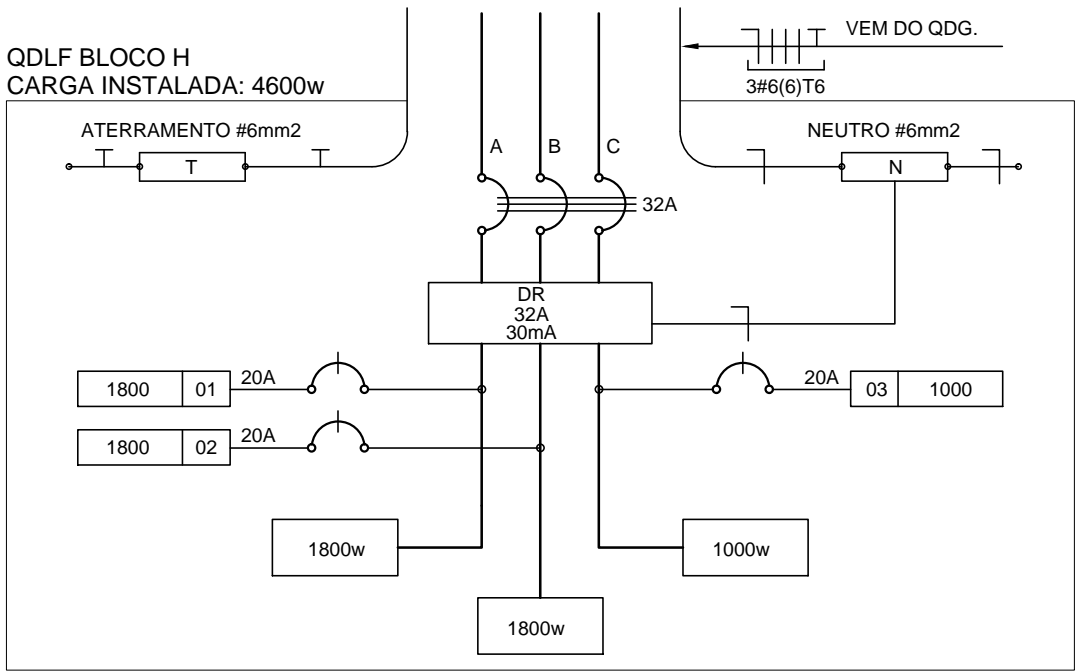 QDLF BLOCO H
CARGA INSTALADA: 4600w
VEM DO QDG.
3#6(6)T6
ATERRAMENTO #6mm2
T
A
B
C
NEUTRO #6mm2
N
32A
DR
32A
30mA
1800 01 20A
20A 03 1000
1800 02 20A
1800w
1000w
1800w